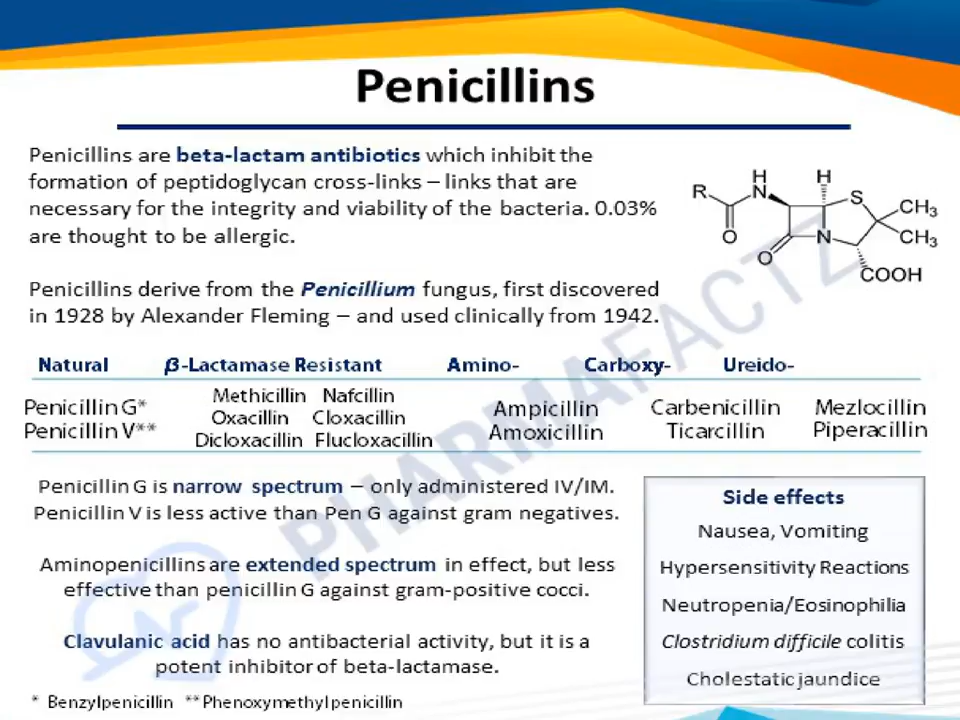 Penicillins
Penicillins are beta-lactam antibiotics which inhibit the
formation of peptidoglycan cross-links – links that are
necessary for the integrity and viability of the bacteria. 0.03%
are thought to be allergic.
H H
R N S CH3
O N CH3
O COOH
Penicillins derive from the Penicillium fungus, first discovered
in 1928 by Alexander Fleming – and used clinically from 1942.
Natural β-Lactamase Resistant Amino- Carboxy- Ureido-
Penicillin G*
Penicillin V**
Methicillin Nafcillin
Oxacillin Cloxacillin
Dicloxacillin Flucloxacillin
Ampicillin
Amoxicillin
Carbenicillin
Ticarcillin
Mezlocillin
Piperacillin
Penicillin G is narrow spectrum – only administered IV/IM.
Penicillin V is less active than Pen G against gram negatives.
Aminopenicillins are extended spectrum in effect, but less
effective than penicillin G against gram-positive cocci.
Clavulanic acid has no antibacterial activity, but it is a
potent inhibitor of beta-lactamase.
* Benzylpenicillin ** Phenoxymethylpenicillin
Side effects
Nausea, Vomiting
Hypersensitivity Reactions
Neutropenia/Eosinophilia
Clostridium difficile colitis
Cholestatic jaundice
PHARMAFACTZ